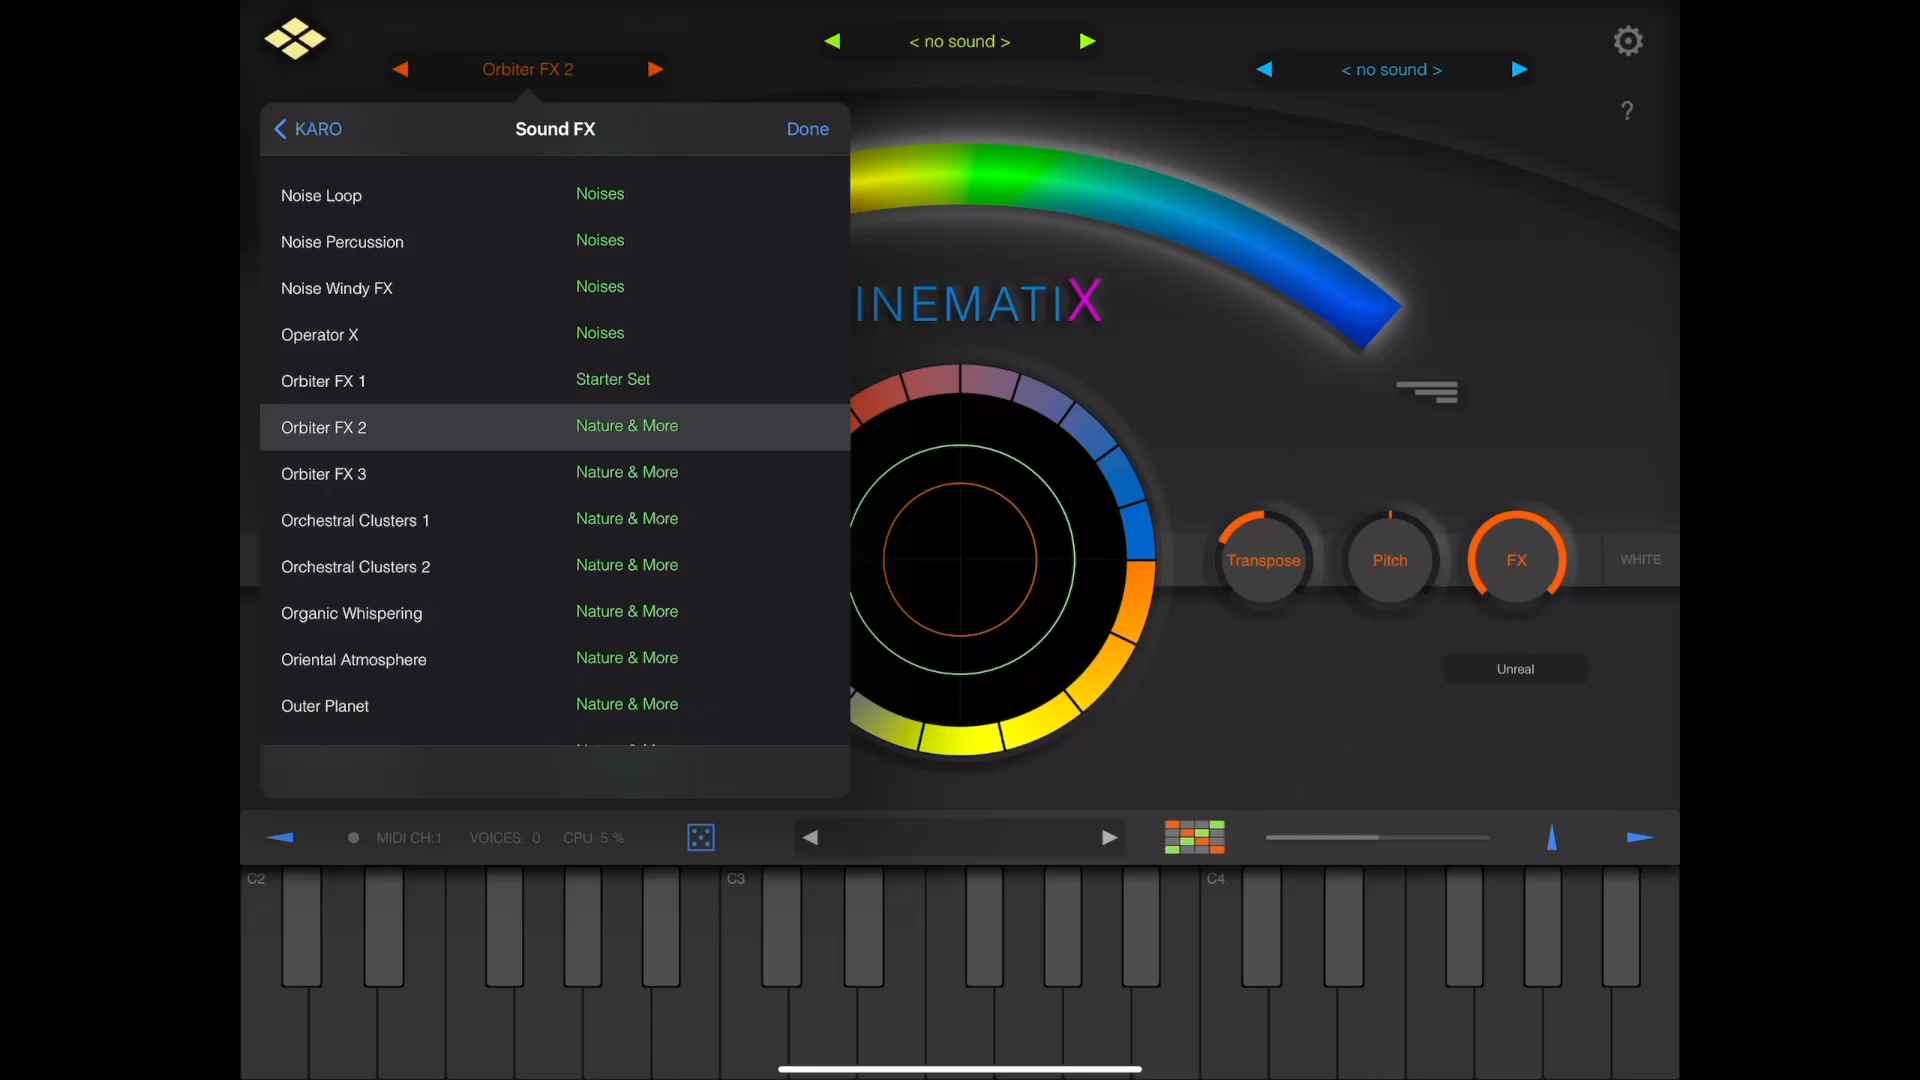 < no sound >
Orbiter FX 2
< no sound >
?
KARO
Sound FX
Done
Noise Loop Noises
Noise Percussion Noises
Noise Windy FX Noises
Operator X Noises
Orbiter FX 1 Starter Set
Orbiter FX 2 Nature & More
Orbiter FX 3 Nature & More
Orchestral Clusters 1 Nature & More
Orchestral Clusters 2 Nature & More
Organic Whispering Nature & More
Oriental Atmosphere Nature & More
Outer Planet Nature & More
INEMATIX
Transpose
Pitch
FX
WHITE
Unreal
MIDI CH:1 VOICES: 0 CPU: 5 %
C2 C3 C4